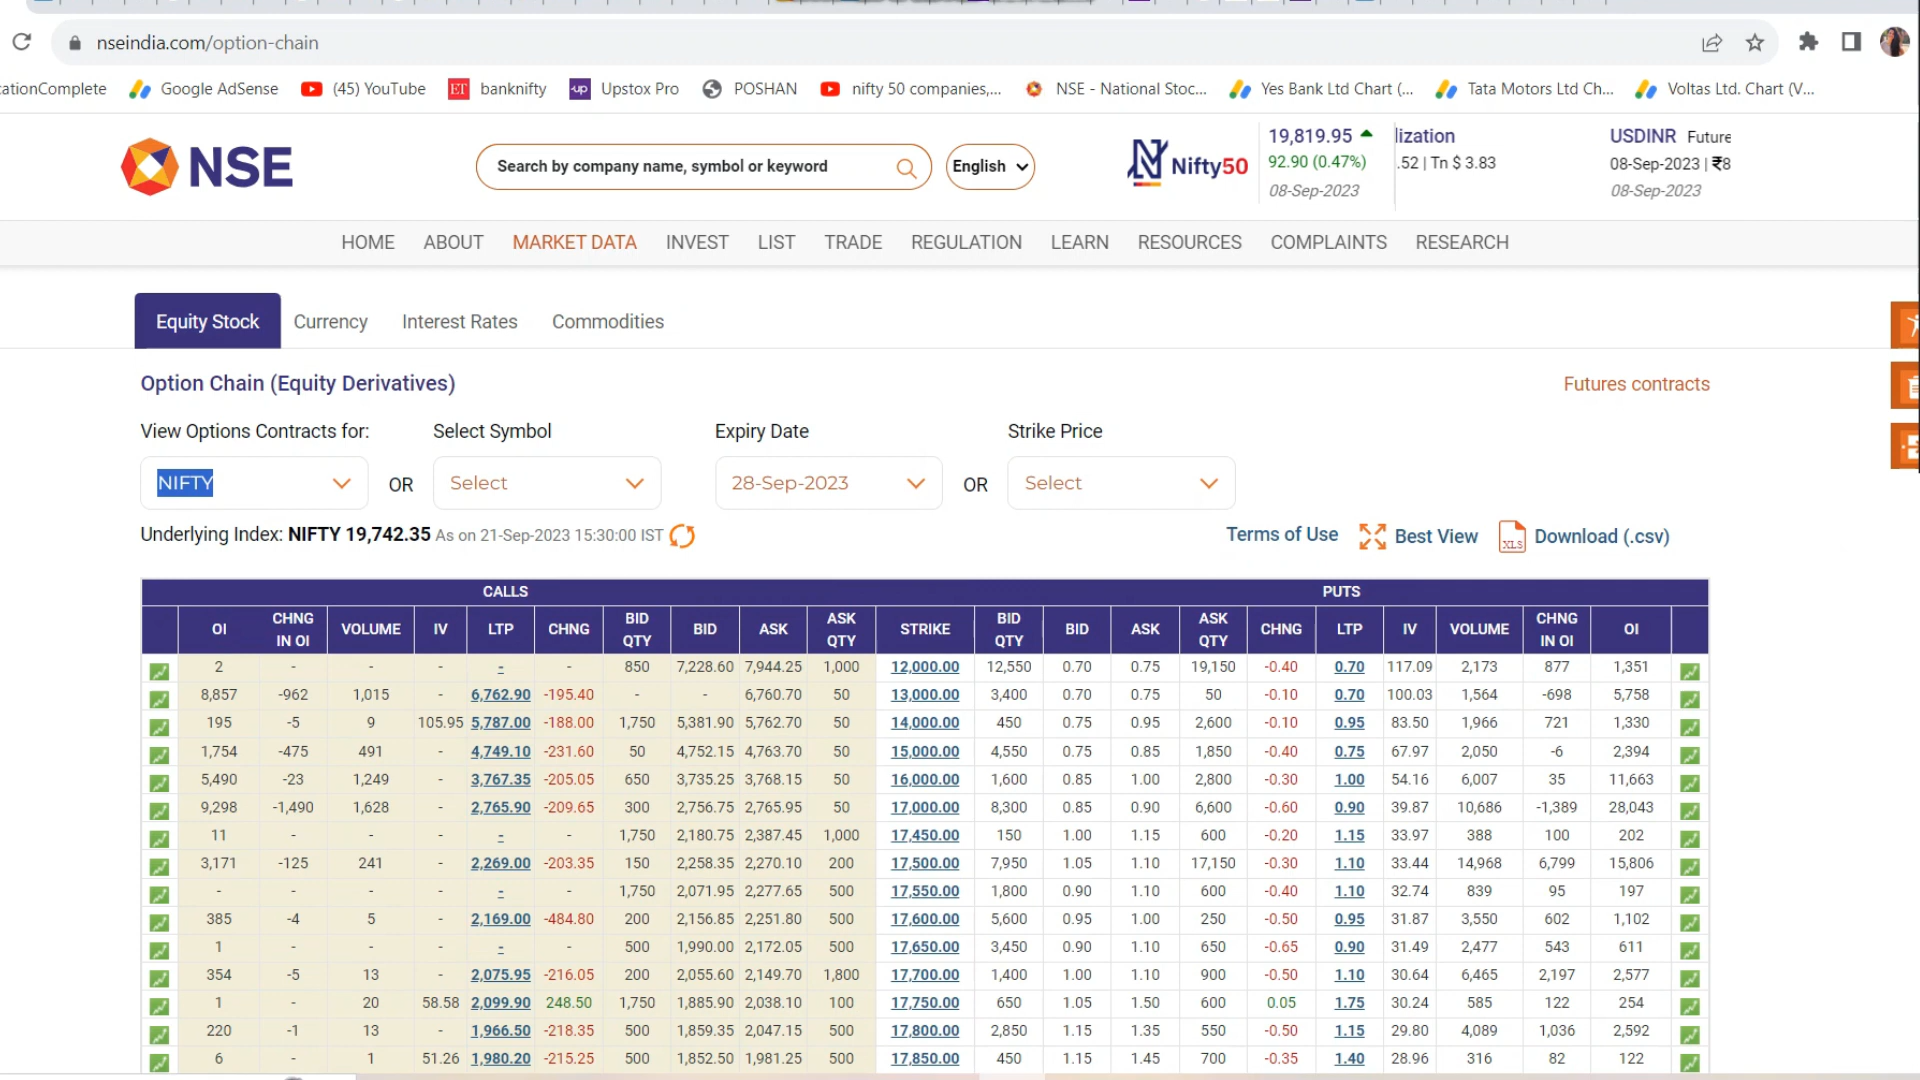 nseindia.com/option-chain
ationComplete Google AdSense (45) YouTube ET banknifty up Upstox Pro POSHAN nifty 50 companies,... NSE - National Stoc... Yes Bank Ltd Chart (... Tata Motors Ltd Ch... Voltas Ltd. Chart (V...
NSE Search by company name, symbol or keyword English Nifty50
19,819.95 lization USDINR Future
92.90 (0.47%) .52 | Tn $ 3.83 08-Sep-2023 | ₹8
08-Sep-2023 08-Sep-2023
HOME ABOUT MARKET DATA INVEST LIST TRADE REGULATION LEARN RESOURCES COMPLAINTS RESEARCH
Equity Stock Currency Interest Rates Commodities
Option Chain (Equity Derivatives) Futures contracts
View Options Contracts for: Select Symbol Expiry Date Strike Price
NIFTY OR Select 28-Sep-2023 OR Select
Underlying Index: NIFTY 19,742.35 As on 21-Sep-2023 15:30:00 IST Terms of Use Best View XLS Download (.csv)
CALLS PUTS
OI CHNG IN OI VOLUME IV LTP CHNG BID QTY BID ASK ASK QTY STRIKE BID QTY BID ASK ASK QTY CHNG LTP IV VOLUME CHNG IN OI OI
2 - - - - - 850 7,228.60 7,944.25 1,000 12,000.00 12,550 0.70 0.75 19,150 -0.40 0.70 117.09 2,173 877 1,351
8,857 -962 1,015 - 6,762.90 -195.40 - - 6,760.70 50 13,000.00 3,400 0.70 0.75 50 -0.10 0.70 100.03 1,564 -698 5,758
195 -5 9 105.95 5,787.00 -188.00 1,750 5,381.90 5,762.70 50 14,000.00 450 0.75 0.95 2,600 -0.10 0.95 83.50 1,966 721 1,330
1,754 -475 491 - 4,749.10 -231.60 50 4,752.15 4,763.70 50 15,000.00 4,550 0.75 0.85 1,850 -0.40 0.75 67.97 2,050 -6 2,394
5,490 -23 1,249 - 3,767.35 -205.05 650 3,735.25 3,768.15 50 16,000.00 1,600 0.85 1.00 2,800 -0.30 1.00 54.16 6,007 35 11,663
9,298 -1,490 1,628 - 2,765.90 -209.65 300 2,756.75 2,765.95 50 17,000.00 8,300 0.85 0.90 6,600 -0.60 0.90 39.87 10,686 -1,389 28,043
11 - - - - - 1,750 2,180.75 2,387.45 1,000 17,450.00 150 1.00 1.15 600 -0.20 1.15 33.97 388 100 202
3,171 -125 241 - 2,269.00 -203.35 150 2,258.35 2,270.10 200 17,500.00 7,950 1.05 1.10 17,150 -0.30 1.10 33.44 14,968 6,799 15,806
- - - - - - 1,750 2,071.95 2,277.65 500 17,550.00 1,800 0.90 1.10 600 -0.40 1.10 32.74 839 95 197
385 -4 5 - 2,169.00 -484.80 200 2,156.85 2,251.80 500 17,600.00 5,600 0.95 1.00 250 -0.50 0.95 31.87 3,550 602 1,102
1 - - - - - 500 1,990.00 2,172.05 500 17,650.00 3,450 0.90 1.10 650 -0.65 0.90 31.49 2,477 543 611
354 -5 13 - 2,075.95 -216.05 200 2,055.60 2,149.70 1,800 17,700.00 1,400 1.00 1.10 900 -0.50 1.10 30.64 6,465 2,197 2,577
1 - 20 58.58 2,099.90 248.50 1,750 1,885.90 2,038.10 100 17,750.00 650 1.05 1.50 600 0.05 1.75 30.24 585 122 254
220 -1 13 - 1,966.50 -218.35 500 1,859.35 2,047.15 500 17,800.00 2,850 1.15 1.35 550 -0.50 1.15 29.80 4,089 1,036 2,592
6 - 1 51.26 1,980.20 -215.25 500 1,852.50 1,981.25 500 17,850.00 450 1.15 1.45 700 -0.35 1.40 28.96 316 82 122